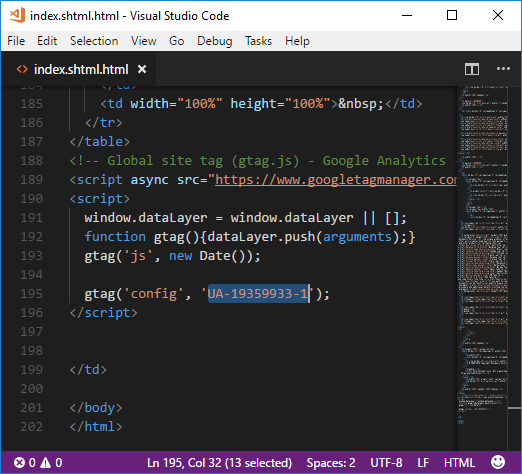 index.shtml.html - Visual Studio Code
File Edit Selection View Go Debug Tasks Help
index.shtml.html
184 </td>
185 <td width="100%" height="100%">&nbsp;</td>
186 </tr>
187 </table>
188 <!-- Global site tag (gtag.js) - Google Analytics
189 <script async src="https://www.googletagmanager.com
190 <script>
191 window.dataLayer = window.dataLayer || [];
192 function gtag(){dataLayer.push(arguments);}
193 gtag('js', new Date());
194
195 gtag('config', 'UA-19359933-1');
196 </script>
197
198
199 </td>
200
201 </body>
202 </html>
0 0 Ln 195, Col 32 (13 selected) Spaces: 2 UTF-8 LF HTML